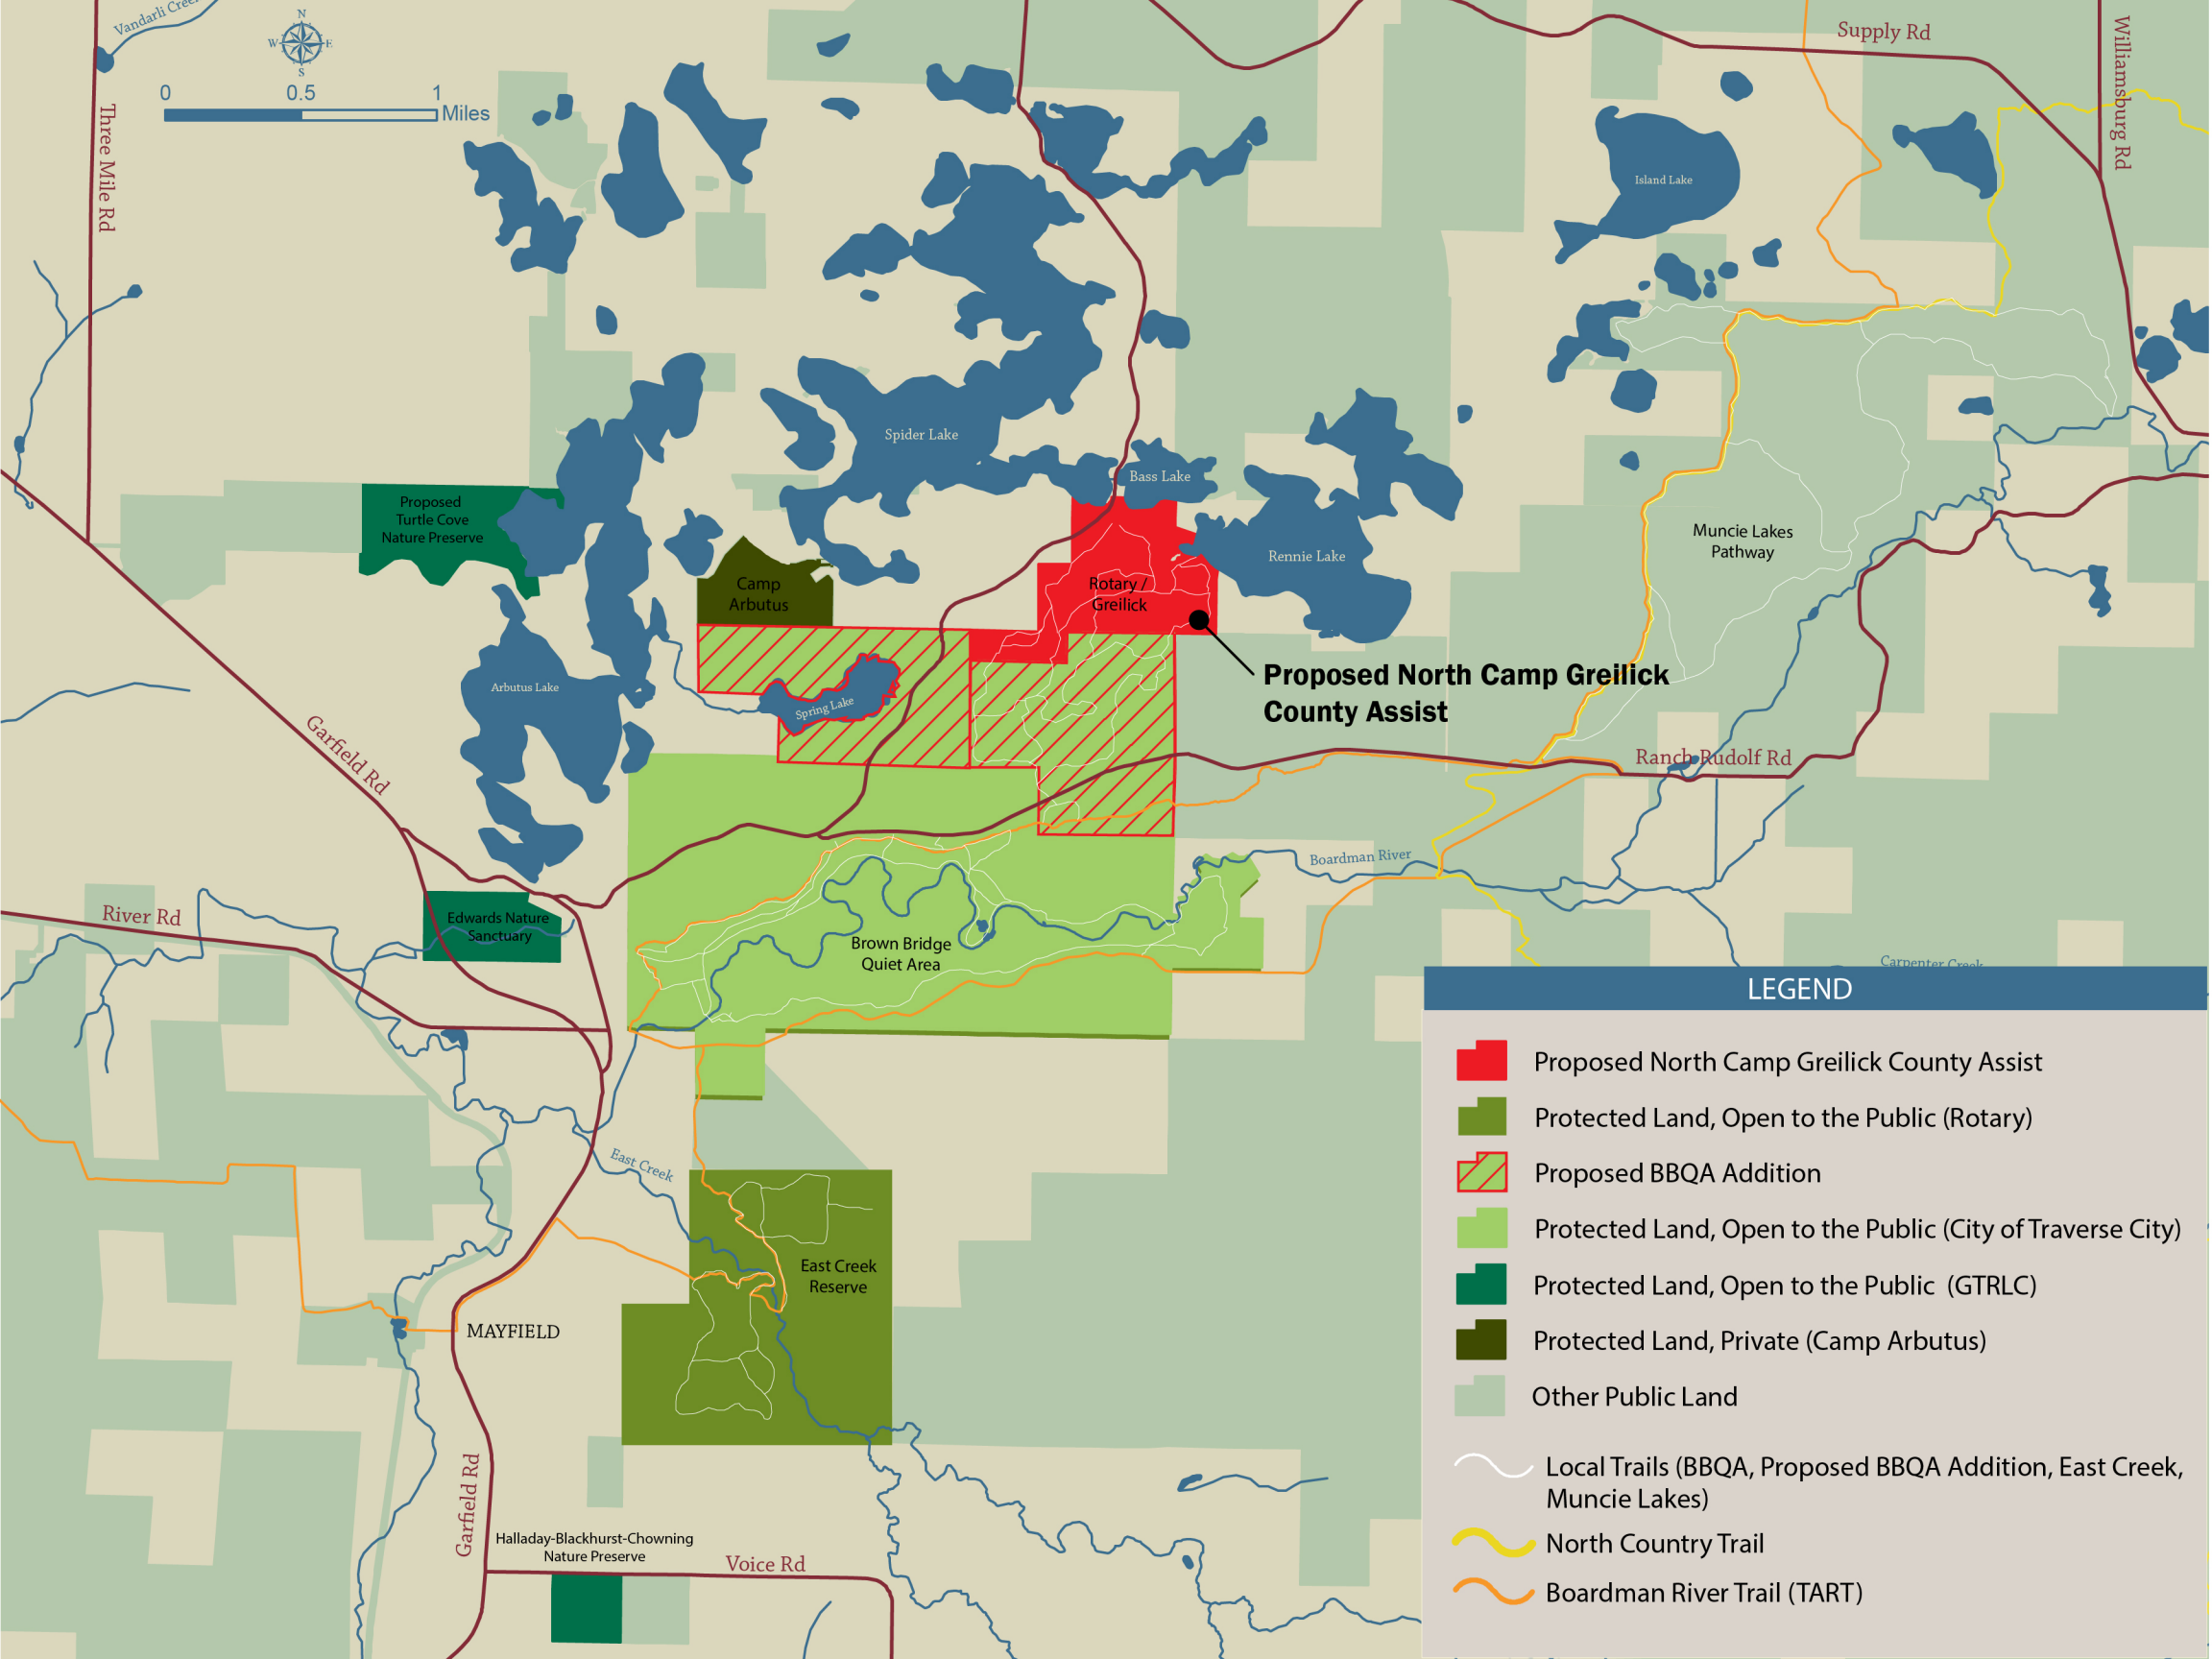 Vandarli Creek
N
W
E
S
0 0.5 1
Miles
Three Mile Rd
Supply Rd
Williamsburg Rd
Island Lake
Spider Lake
Bass Lake
Rennie Lake
Proposed
Turtle Cove
Nature Preserve
Camp
Arbutus
Rotary /
Greilick
Muncie Lakes
Pathway
Proposed North Camp Greilick
County Assist
Arbutus Lake
Spring Lake
Garfield Rd
Ranch Rudolf Rd
Boardman River
River Rd
Edwards Nature
Sanctuary
Brown Bridge
Quiet Area
Carpenter Creek
East Creek
East Creek
Reserve
MAYFIELD
Garfield Rd
Halladay-Blackhurst-Chowning
Nature Preserve
Voice Rd
LEGEND
Proposed North Camp Greilick County Assist
Protected Land, Open to the Public (Rotary)
Proposed BBQA Addition
Protected Land, Open to the Public (City of Traverse City)
Protected Land, Open to the Public (GTRLC)
Protected Land, Private (Camp Arbutus)
Other Public Land
Local Trails (BBQA, Proposed BBQA Addition, East Creek,
Muncie Lakes)
North Country Trail
Boardman River Trail (TART)